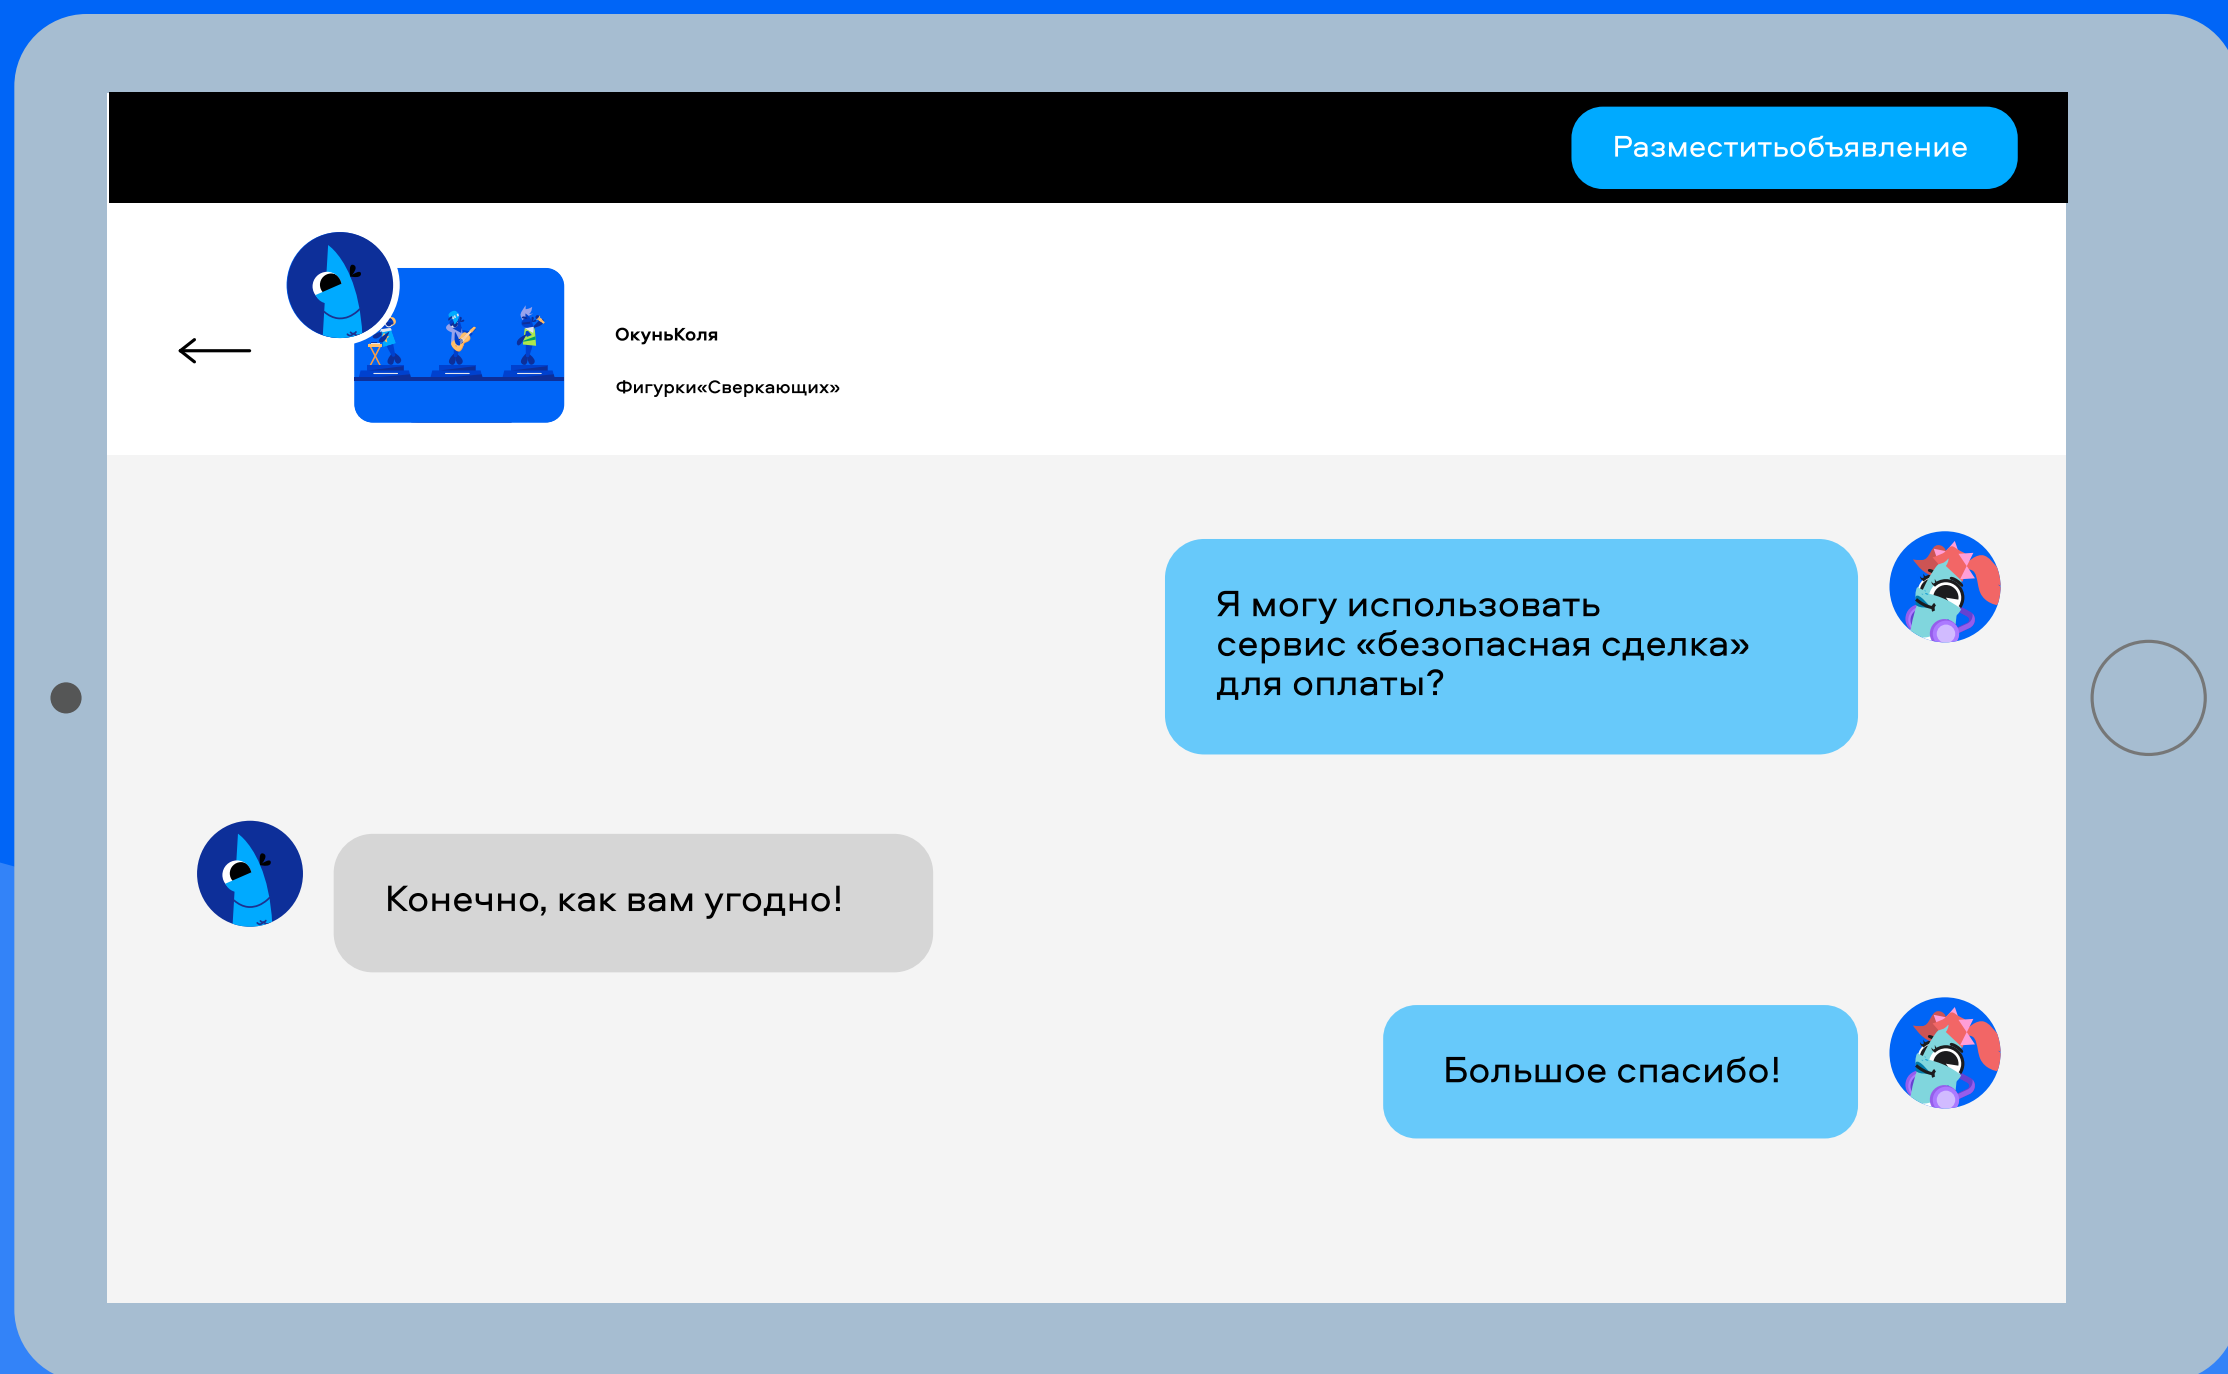 Разместитьобъявление
ОкуньКоля
Фигурки«Сверкающих»
Я могу использовать
сервис «безопасная сделка»
для оплаты?
Конечно, как вам угодно!
Большое спасибо!